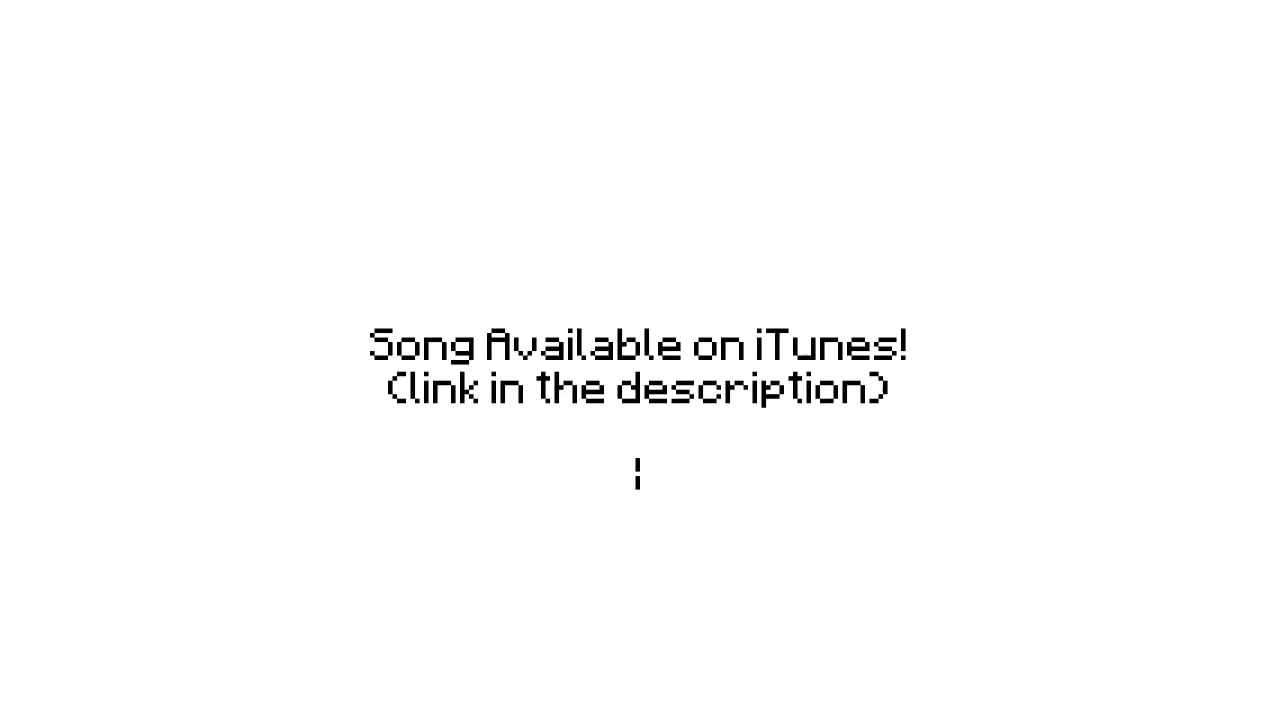 Song Available on iTunes!
(link in the description)
¦